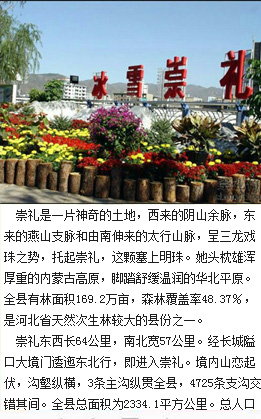 冰雪崇礼
崇礼是一片神奇的土地，西来的阴山余脉，东
来的燕山支脉和由南伸来的太行山脉，呈三龙戏
珠之势，托起崇礼，这颗塞上明珠。她头枕雄浑
厚重的内蒙古高原，脚踏舒缓温润的华北平原。
全县有林面积169.2万亩，森林覆盖率48.37%，
是河北省天然次生林较大的县份之一。
崇礼东西长64公里，南北宽57公里。经长城隘
口大境门逶迤东北行，即进入崇礼。境内山峦起
伏，沟壑纵横，3条主沟纵贯全县，4725条支沟交
错其间。全县总面积为2334.1平方公里。总人口